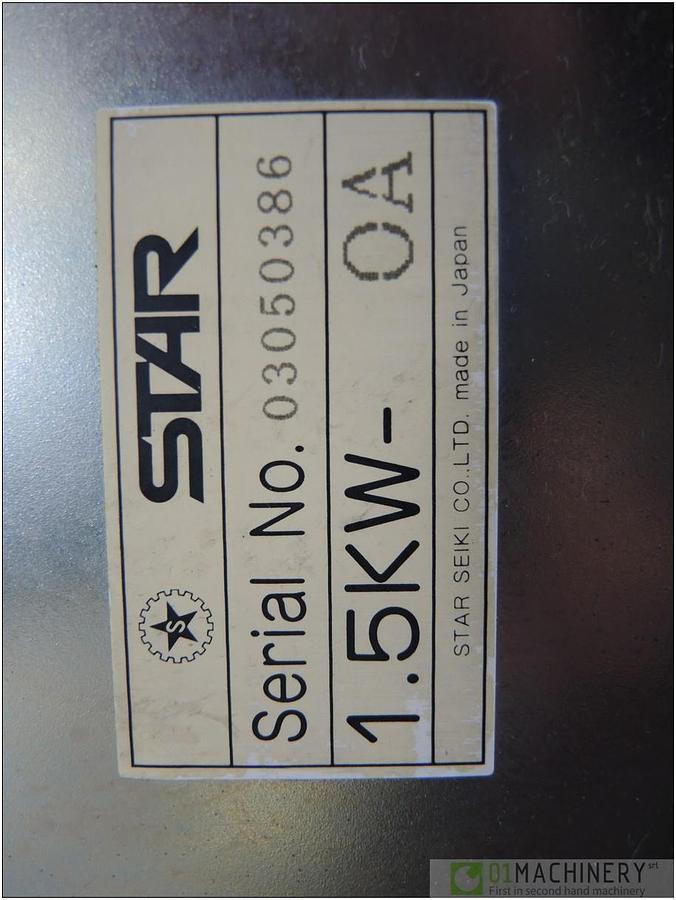 S STAR
Serial No. 03050386
1.5KW- OA
STAR SEIKI CO.,LTD. made in Japan
01MACHINERY srl
First in second hand machinery